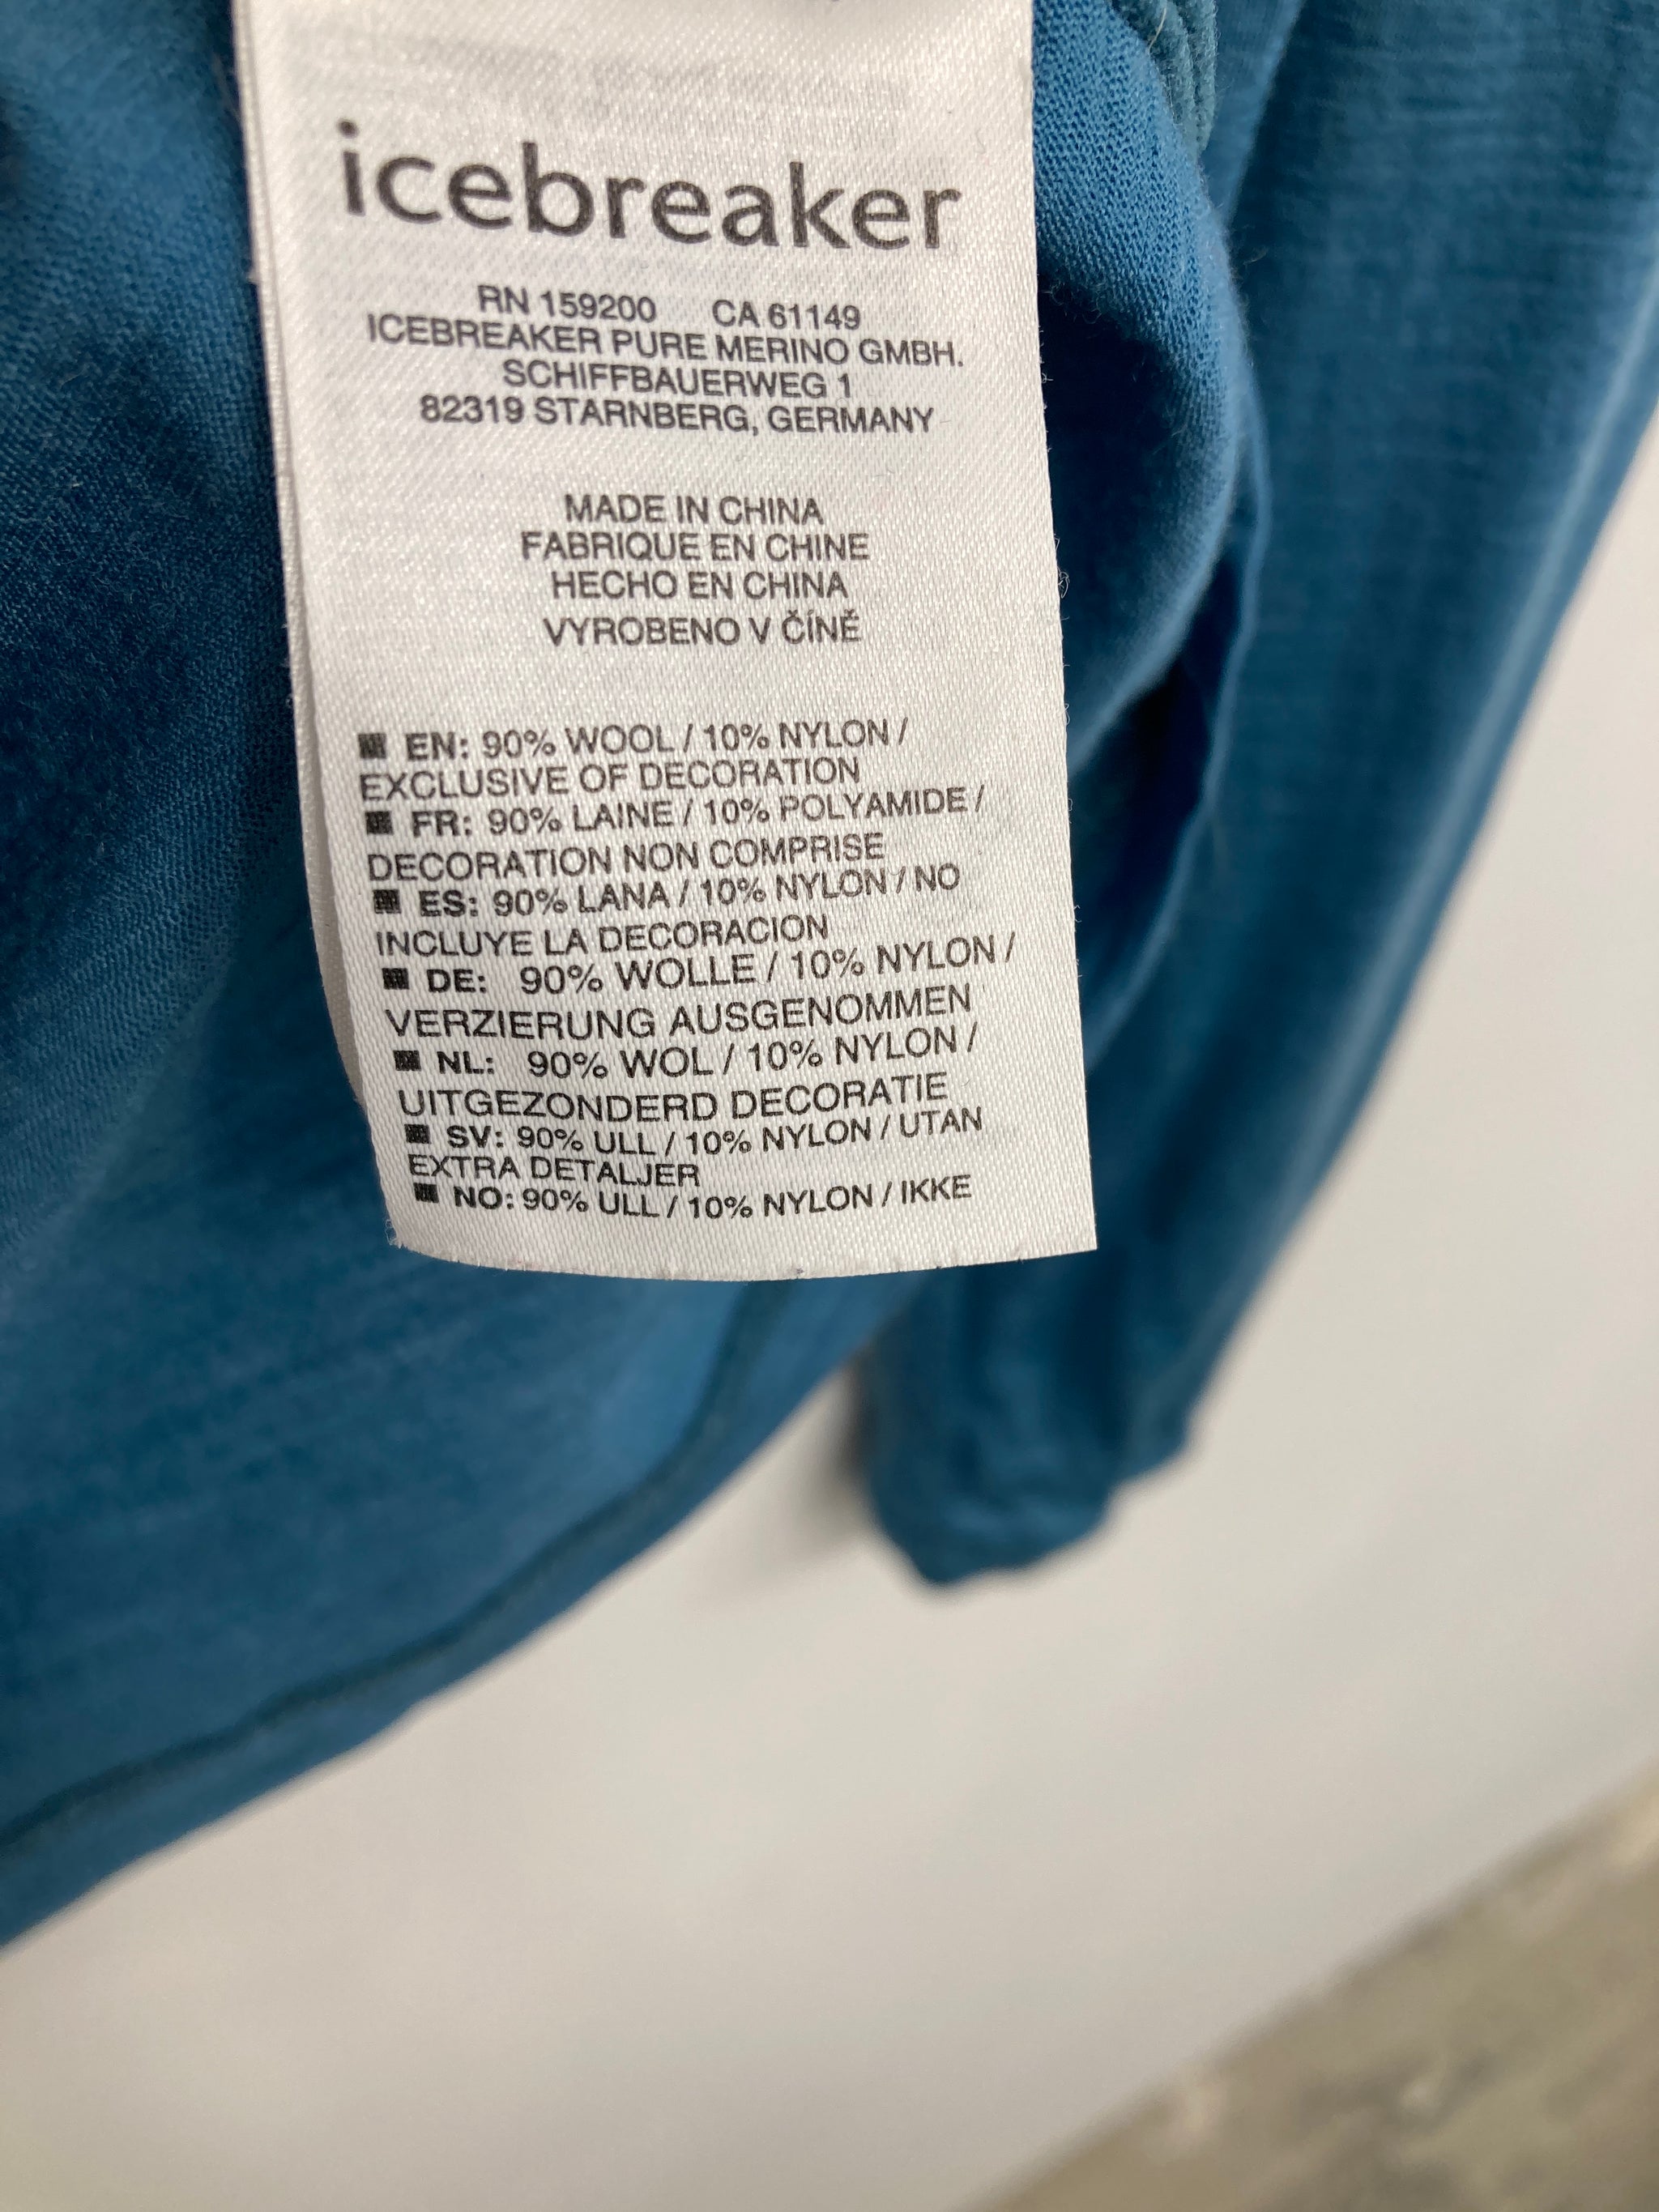 icebreaker
RN 159200 CA 61149
ICEBREAKER PURE MERINO GMBH.
SCHIFFBAUERWEG 1
82319 STARNBERG, GERMANY
MADE IN CHINA
FABRIQUE EN CHINE
HECHO EN CHINA
VYROBENO V ČÍNĚ
EN: 90% WOOL / 10% NYLON /
EXCLUSIVE OF DECORATION
FR: 90% LAINE / 10% POLYAMIDE /
DECORATION NON COMPRISE
ES: 90% LANA / 10% NYLON / NO
INCLUYE LA DECORACION
DE: 90% WOLLE / 10% NYLON /
VERZIERUNG AUSGENOMMEN
NL: 90% WOL / 10% NYLON /
UITGEZONDERD DECORATIE
SV: 90% ULL / 10% NYLON / UTAN
EXTRA DETALJER
NO: 90% ULL / 10% NYLON / IKKE